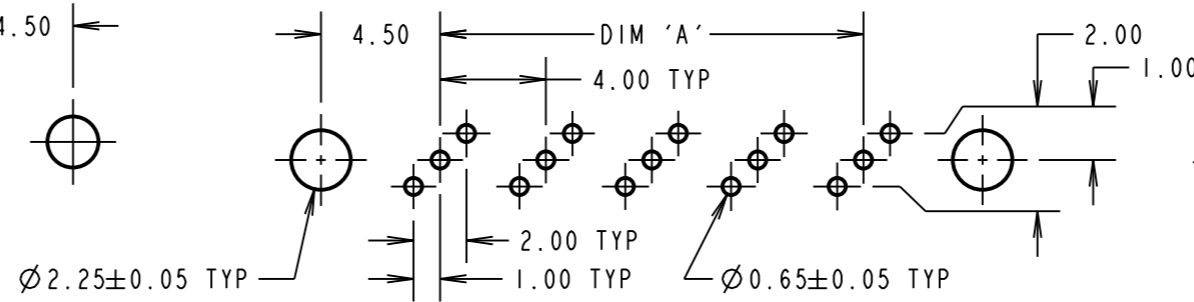 4.50
4.50
DIM 'A'
2.00
4.00 TYP
1.00
2.00 TYP
Ø2.25±0.05 TYP
1.00 TYP
Ø0.65±0.05 TYP